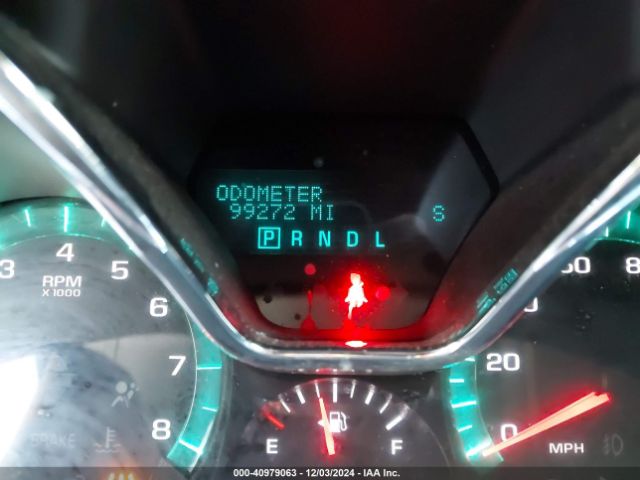 ODOMETER
99272 MI S
P R N D L
3 4 5 6 7 8
RPM
X1000
BRAKE
E F
0 20
MPH
000-40979063 - 12/03/2024 - IAA Inc.